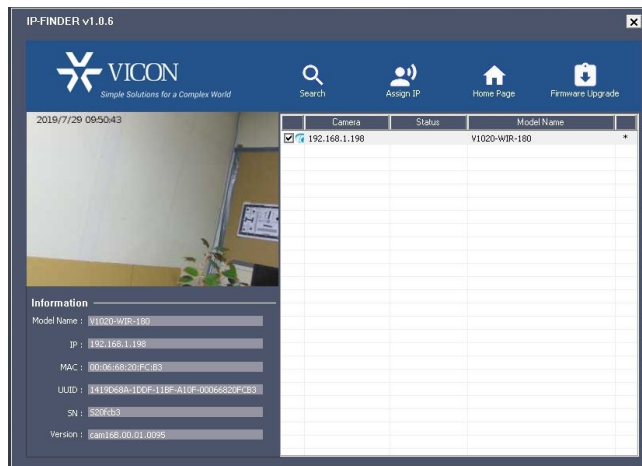 IP-FINDER v1.0.6
VICON
Simple Solutions for a Complex World
Search
Assign IP
Home Page
Firmware Upgrade
2019/7/29 09:50:43
Camera Status Model Name
192.168.1.198 V1020-WIR-180 *
Information
Model Name : V1020-WIR-180
IP : 192.168.1.198
MAC : 00:06:68:20:FC:B3
UUID : 1419D68A-1DDF-11BF-A10F-00066820FCB3
SN : 520fcb3
Version : cam168.00.01.0095